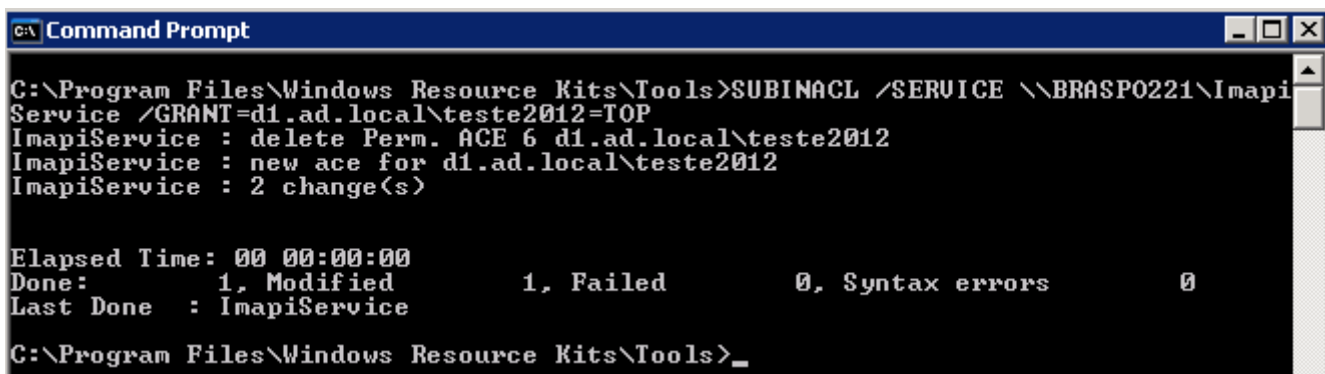 Command Prompt
C:\Program Files\Windows Resource Kits\Tools>SUBINACL /SERVICE \\BRASPO221\Imapi
Service /GRANT=d1.ad.local\teste2012=TOP
ImapiService : delete Perm. ACE 6 d1.ad.local\teste2012
ImapiService : new ace for d1.ad.local\teste2012
ImapiService : 2 change(s)
Elapsed Time: 00 00:00:00
Done:        1, Modified        1, Failed        0, Syntax errors        0
Last Done  : ImapiService
C:\Program Files\Windows Resource Kits\Tools>_